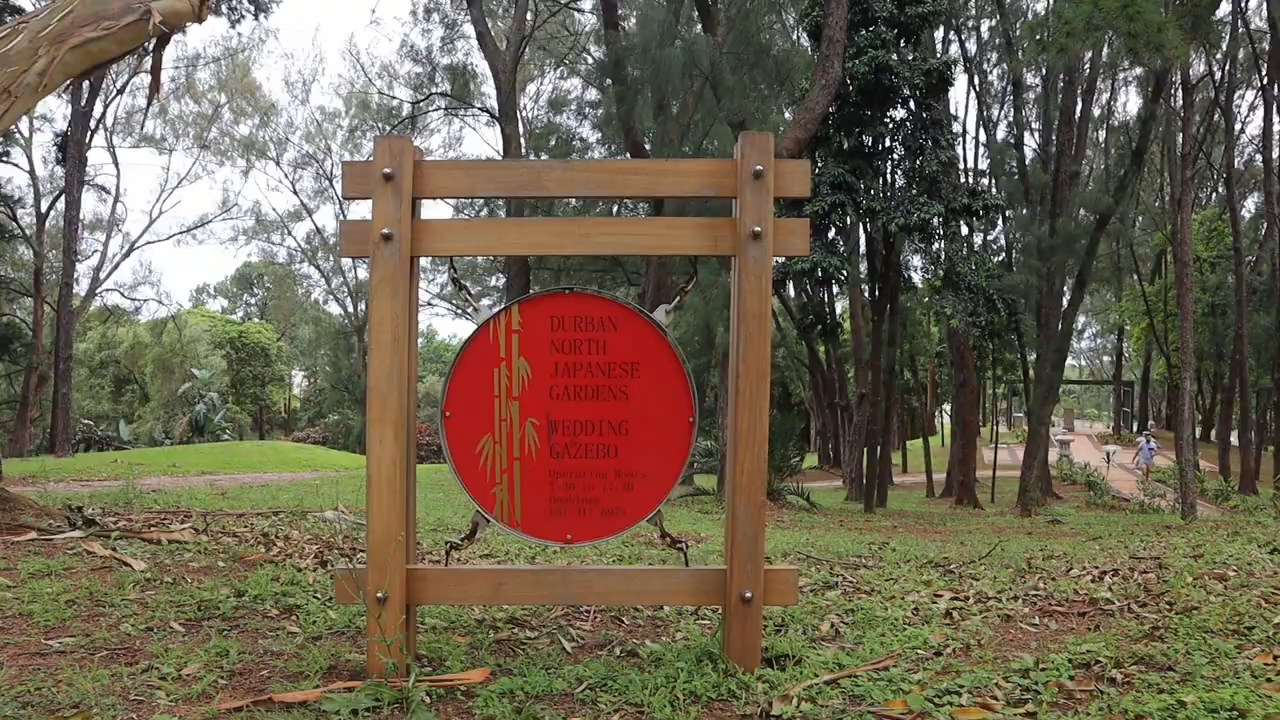 DURBAN
NORTH
JAPANESE
GARDENS
WEDDING
GAZEBO
Operating Hours
Bookings